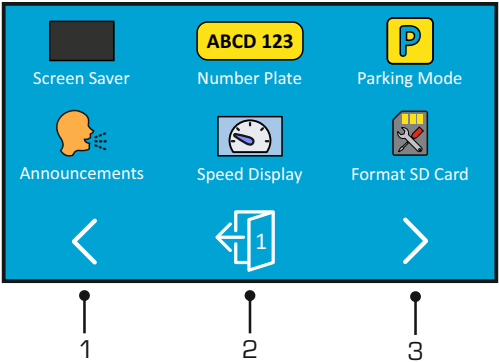 ABCD 123
P
Screen Saver
Number Plate
Parking Mode
Announcements
Speed Display
Format SD Card
1
1
2
3